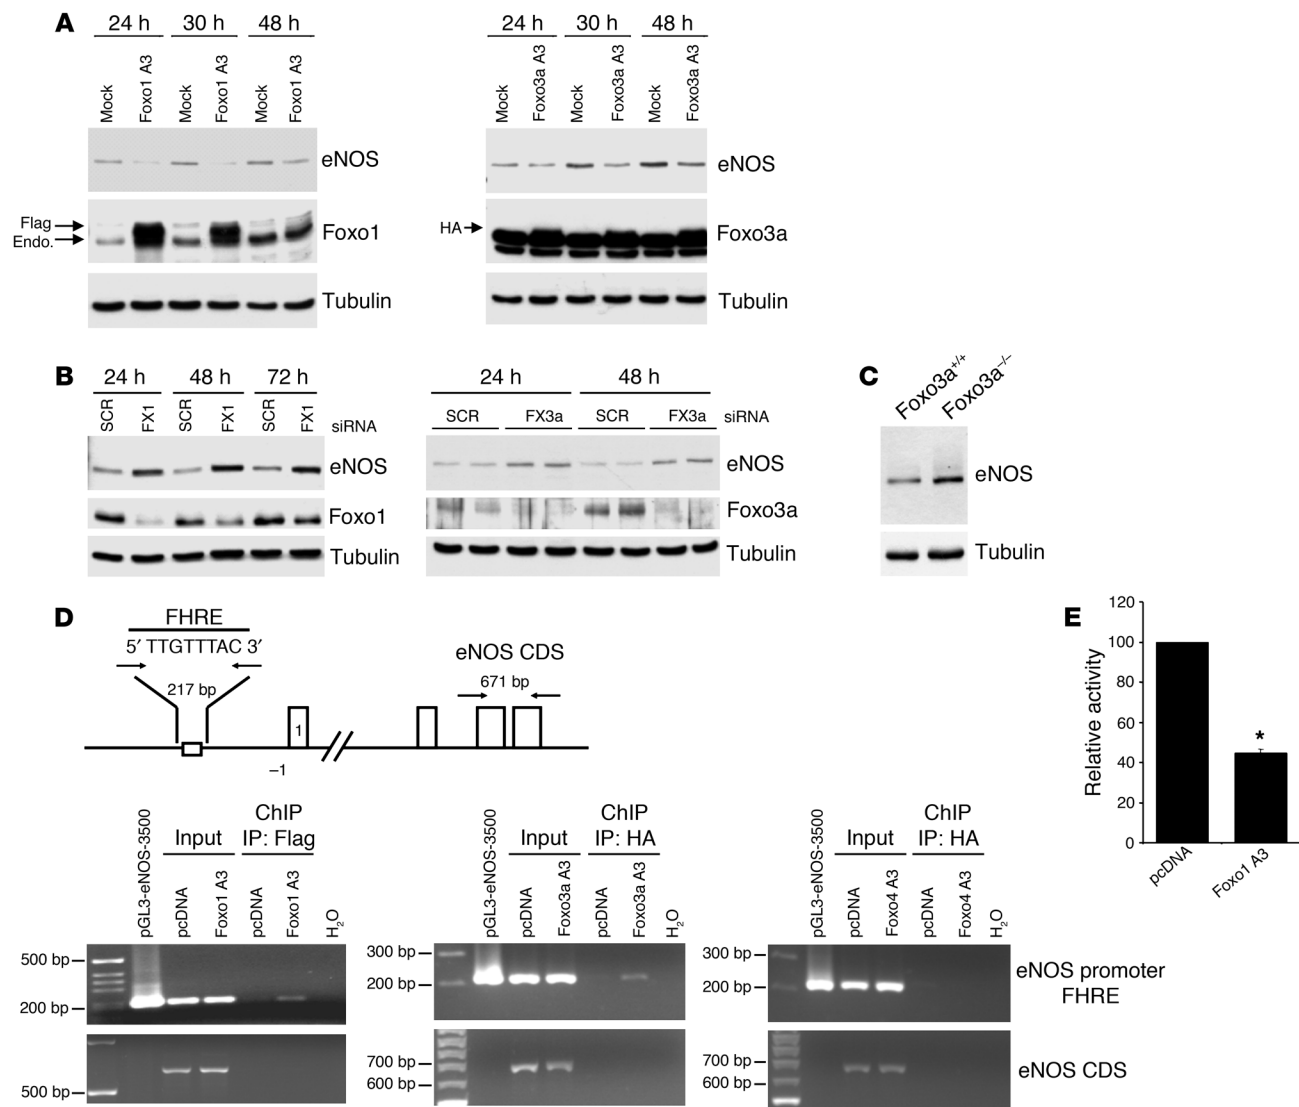 A
24 h 30 h 48 h
Mock Foxo1 A3 Mock Foxo1 A3 Mock Foxo1 A3
eNOS
Flag
Endo.
Foxo1
Tubulin
24 h 30 h 48 h
Mock Foxo3a A3 Mock Foxo3a A3 Mock Foxo3a A3
eNOS
HA
Foxo3a
Tubulin
B
24 h 48 h 72 h
SCR FX1 SCR FX1 SCR FX1 siRNA
eNOS
Foxo1
Tubulin
24 h 48 h
SCR FX3a SCR FX3a siRNA
eNOS
Foxo3a
Tubulin
C
Foxo3a+/+ Foxo3a−/−
eNOS
Tubulin
D
FHRE
5′ TTGTTTAC 3′
217 bp
1
–1
eNOS CDS
671 bp
ChIP
Input IP: Flag
pGL3-eNOS-3500 pcDNA Foxo1 A3 pcDNA Foxo1 A3 H2O
500 bp
200 bp
500 bp
ChIP
Input IP: HA
pGL3-eNOS-3500 pcDNA Foxo3a A3 pcDNA Foxo3a A3 H2O
300 bp
200 bp
700 bp
600 bp
ChIP
Input IP: HA
pGL3-eNOS-3500 pcDNA Foxo4 A3 pcDNA Foxo4 A3 H2O
300 bp
200 bp
700 bp
600 bp
eNOS promoter
FHRE
eNOS CDS
E
Relative activity
120
100
80
60
40
20
0
*
pcDNA Foxo1 A3